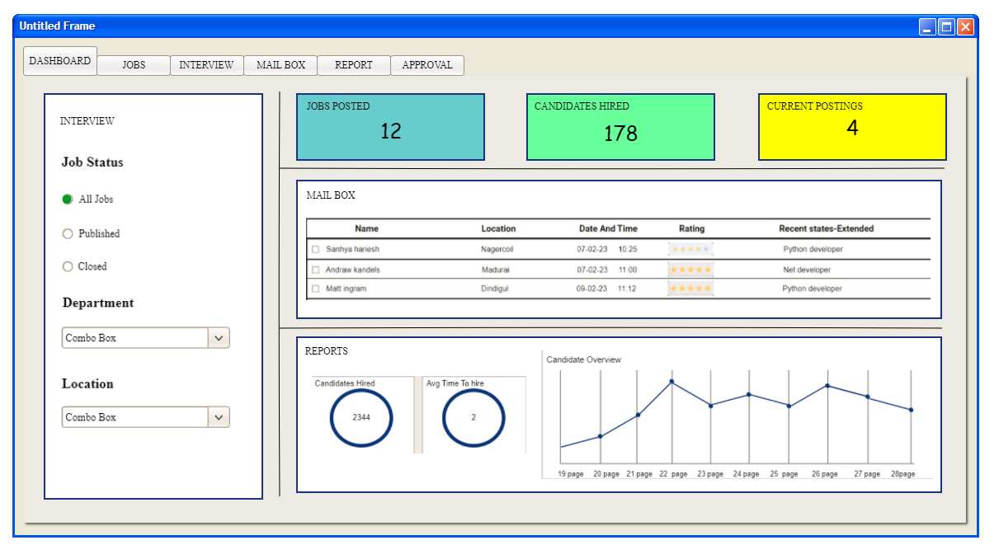 Untitled Frame
DASHBOARD JOBS INTERVIEW MAIL BOX REPORT APPROVAL
INTERVIEW
Job Status
All Jobs
Published
Closed
Department
Combo Box
Location
Combo Box
JOBS POSTED
12
CANDIDATES HIRED
178
CURRENT POSTINGS
4
MAIL BOX
Name Location Date And Time Rating Recent states-Extended
Sanhya hariesh Nagercoil 07-02-23 10:25 Python developer
Andraw kandels Madurai 07-02-23 11:00 Net developer
Matt ingram Dindigul 09-02-23 11:12 Python developer
REPORTS
Candidates Hired
2344
Avg Time To hire
2
Candidate Overview
19 page 20 page 21 page 22 page 23 page 24 page 25 page 26 page 27 page 28page